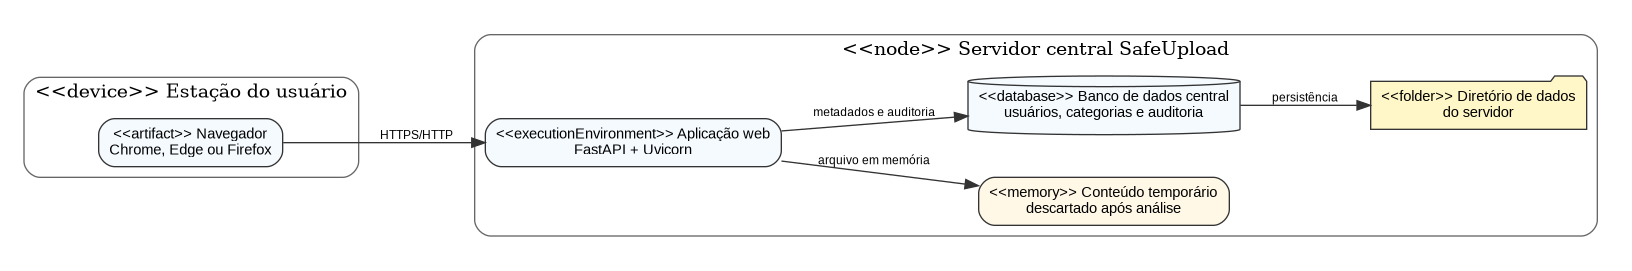 <<device>> Estação do usuário
<<artifact>> Navegador
Chrome, Edge ou Firefox
HTTPS/HTTP
<<node>> Servidor central SafeUpload
<<executionEnvironment>> Aplicação web
FastAPI + Uvicorn
metadados e auditoria
arquivo em memória
<<database>> Banco de dados central
usuários, categorias e auditoria
persistência
<<folder>> Diretório de dados
do servidor
<<memory>> Conteúdo temporário
descartado após análise